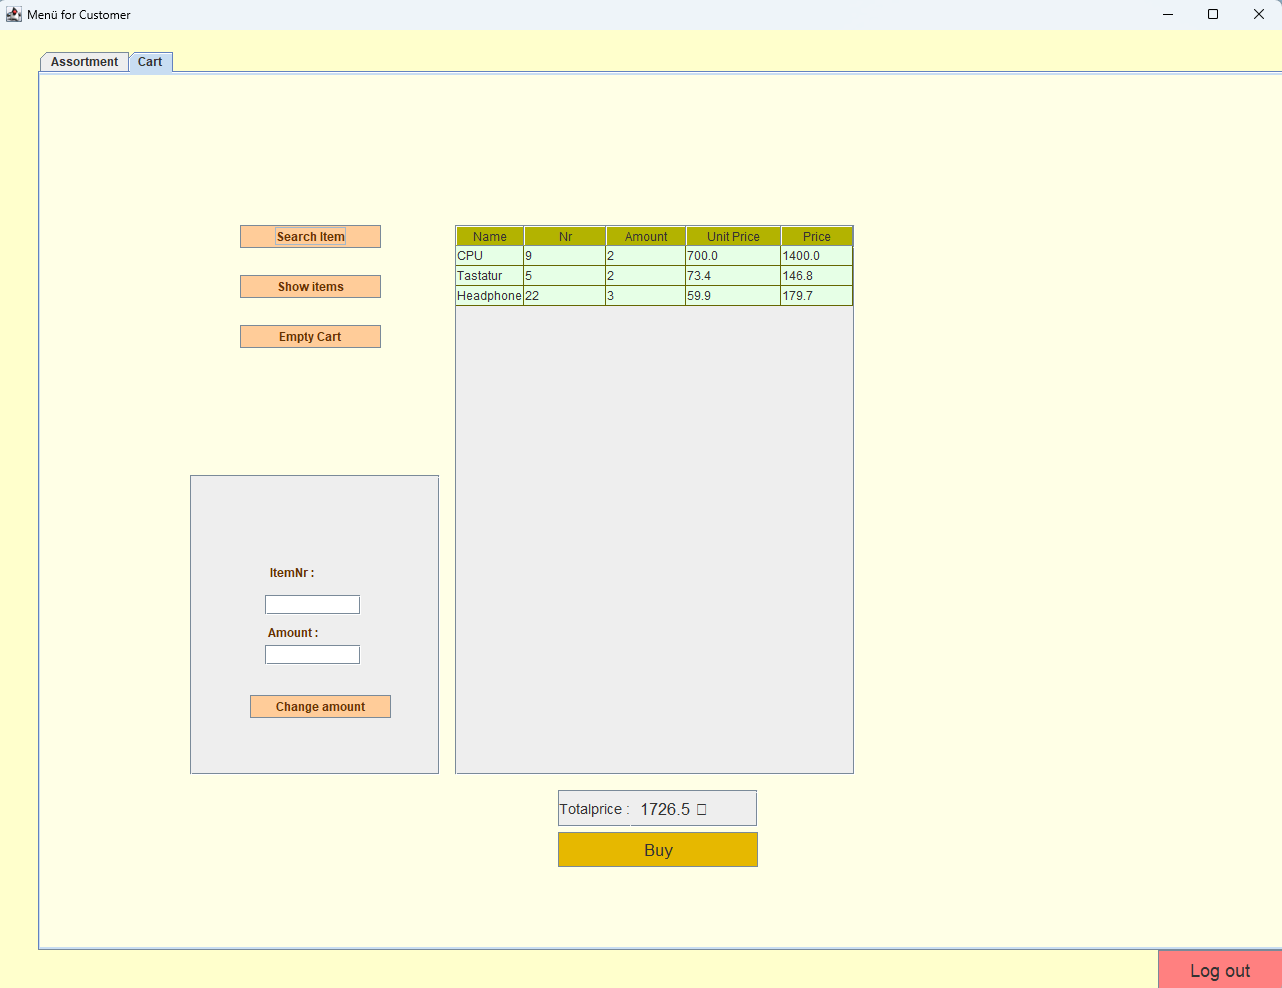 Menü for Customer
Assortment Cart
Search Item
Show items
Empty Cart
Name Nr Amount Unit Price Price
CPU 9 2 700.0 1400.0
Tastatur 5 2 73.4 146.8
Headphone 22 3 59.9 179.7
ItemNr :
Amount :
Change amount
Totalprice : 1726.5 
Buy
Log out